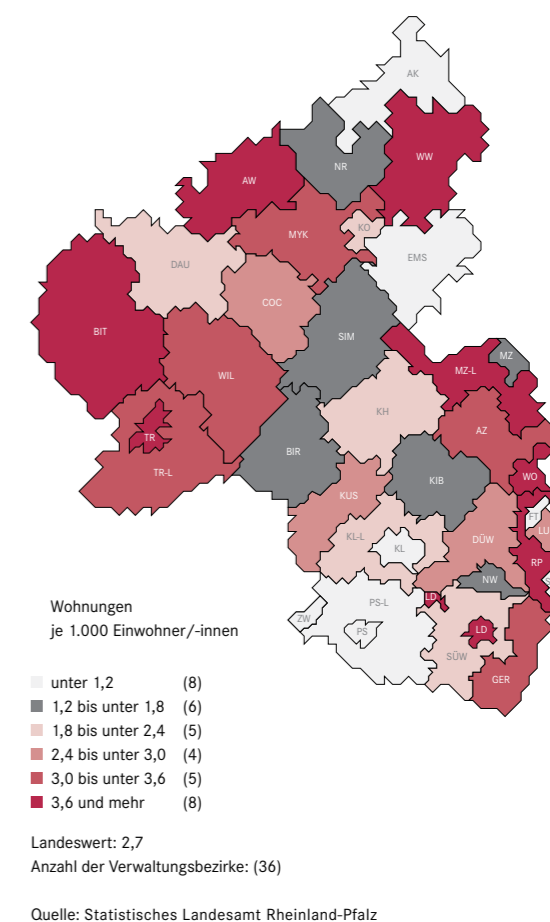 AK
WW
NR
AW
KO
MYK
EMS
DAU
COC
BIT
SIM
MZ
MZ-L
WIL
KH
AZ
TR
BIR
TR-L
KIB
WO
KUS
FT
LU
KL-L
KL
DÜW
RP
NW
S
LD
PS-L
ZW
PS
LD
SÜW
GER
Wohnungen
je 1.000 Einwohner/-innen
unter 1,2 (8)
1,2 bis unter 1,8 (6)
1,8 bis unter 2,4 (5)
2,4 bis unter 3,0 (4)
3,0 bis unter 3,6 (5)
3,6 und mehr (8)
Landeswert: 2,7
Anzahl der Verwaltungsbezirke: (36)
Quelle: Statistisches Landesamt Rheinland-Pfalz